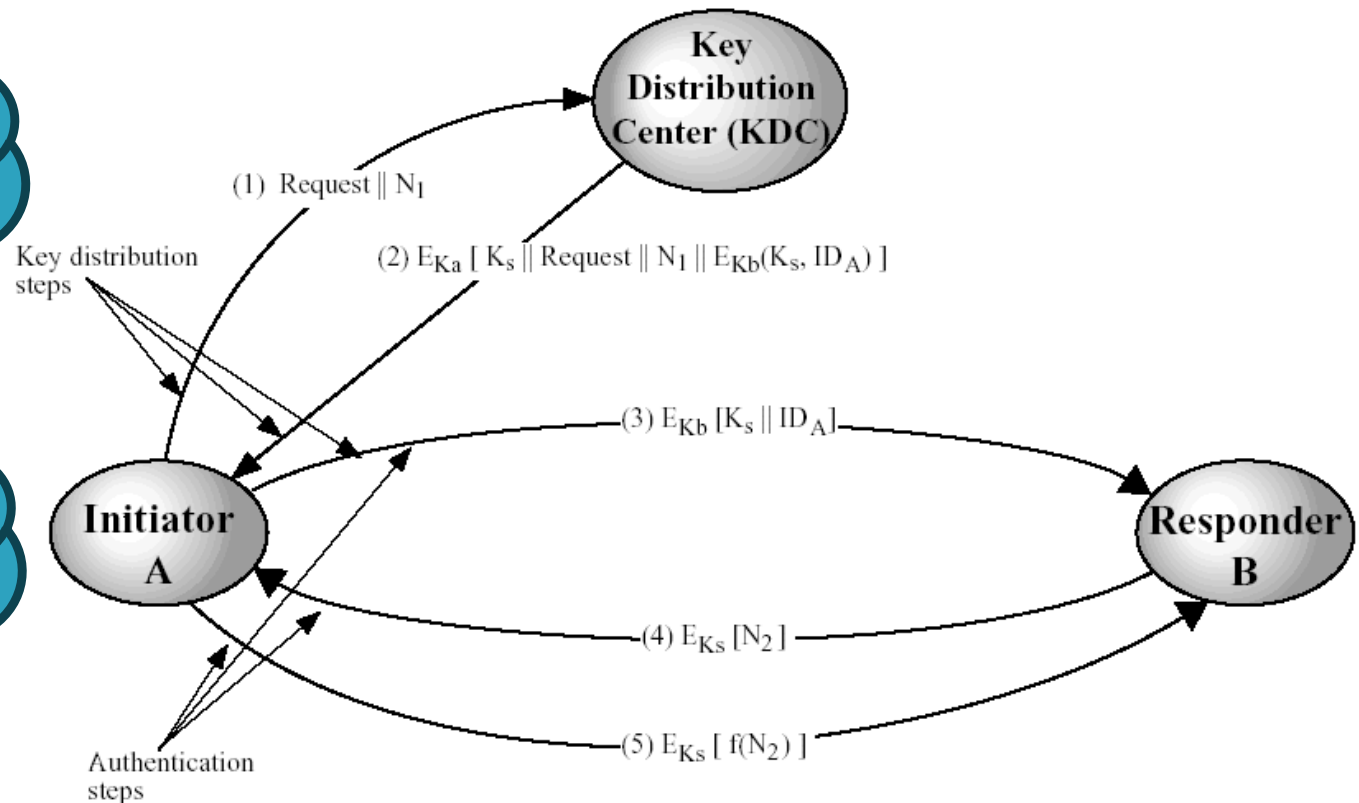 Key
Distribution
Center (KDC)
(1) Request || N1
Key distribution
steps
(2) EKa [ Ks || Request || N1 || EKb(Ks, IDA) ]
(3) EKb [Ks || IDA]
Initiator
A
Responder
B
(4) EKs [N2 ]
(5) EKs [ f(N2) ]
Authentication
steps